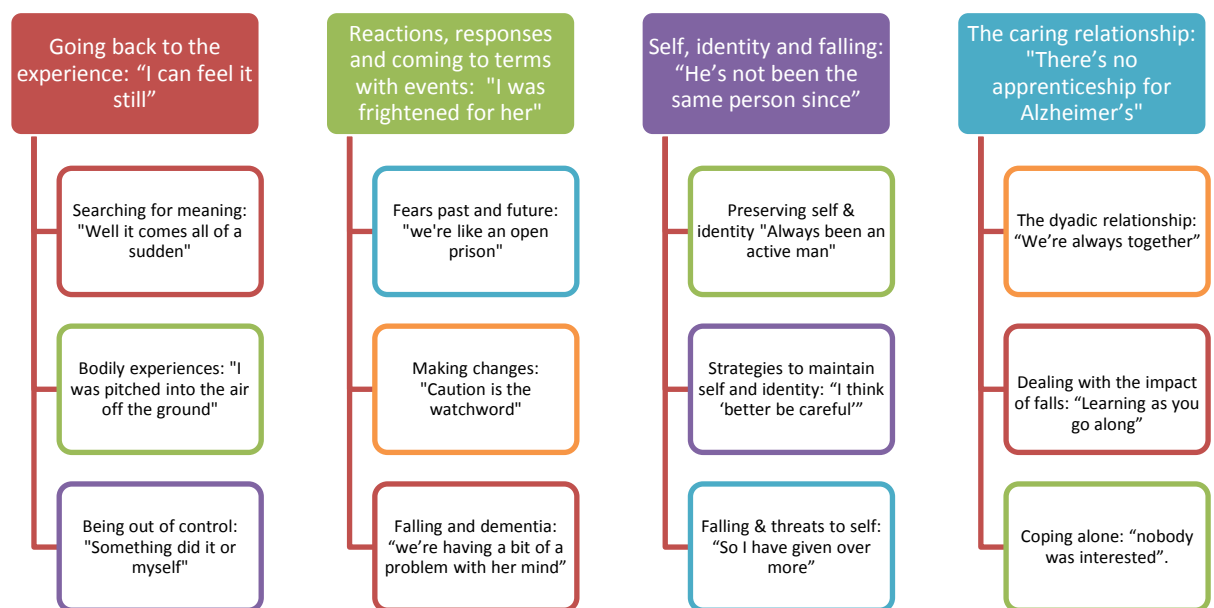 Going back to the
experience: “I can feel it
still”
Searching for meaning:
"Well it comes all of a
sudden"
Bodily experiences: "I
was pitched into the air
off the ground"
Being out of control:
"Something did it or
myself"
Reactions, responses
and coming to terms
with events:  "I was
frightened for her"
Fears past and future:
"we're like an open
prison"
Making changes:
"Caution is the
watchword"
Falling and dementia:
“we’re having a bit of a
problem with her mind”
Self, identity and falling:
“He’s not been the
same person since”
Preserving self &
identity "Always been an
active man"
Strategies to maintain
self and identity: “I think
‘better be careful’”
Falling & threats to self:
“So I have given over
more”
The caring relationship:
"There’s no
apprenticeship for
Alzheimer’s"
The dyadic relationship:
“We’re always together”
Dealing with the impact
of falls: “Learning as you
go along”
Coping alone: “nobody
was interested”.